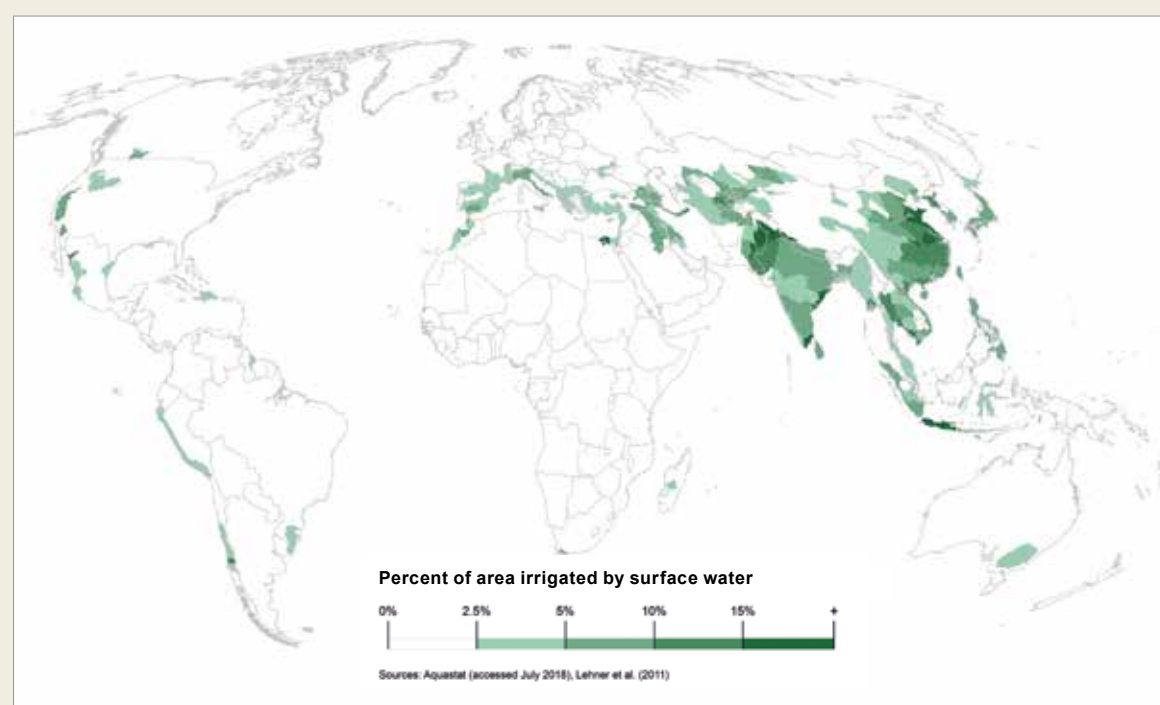 Percent of area irrigated by surface water
0% 2.5% 5% 10% 15% +
Sources: Aquastat (accessed July 2018), Lehner et al. (2011)